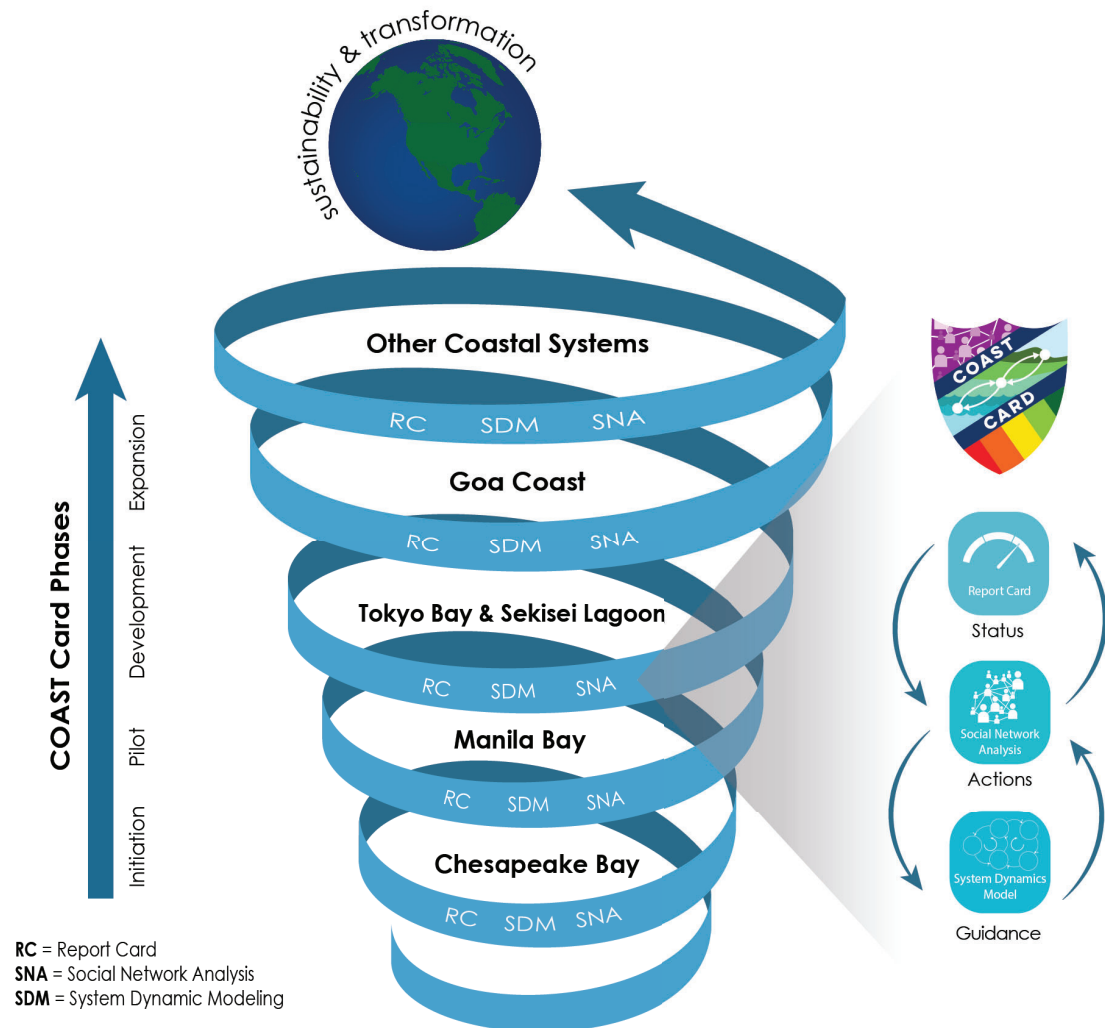 sustainability & transformation
Other Coastal Systems
RC SDM SNA
Goa Coast
RC SDM SNA
Tokyo Bay & Sekisei Lagoon
RC SDM SNA
Manila Bay
RC SDM SNA
Chesapeake Bay
RC SDM SNA
COAST Card Phases
Expansion
Development
Pilot
Initiation
RC = Report Card
SNA = Social Network Analysis
SDM = System Dynamic Modeling
COAST
CARD
Report Card
Status
Social Network
Analysis
Actions
System Dynamics
Model
Guidance